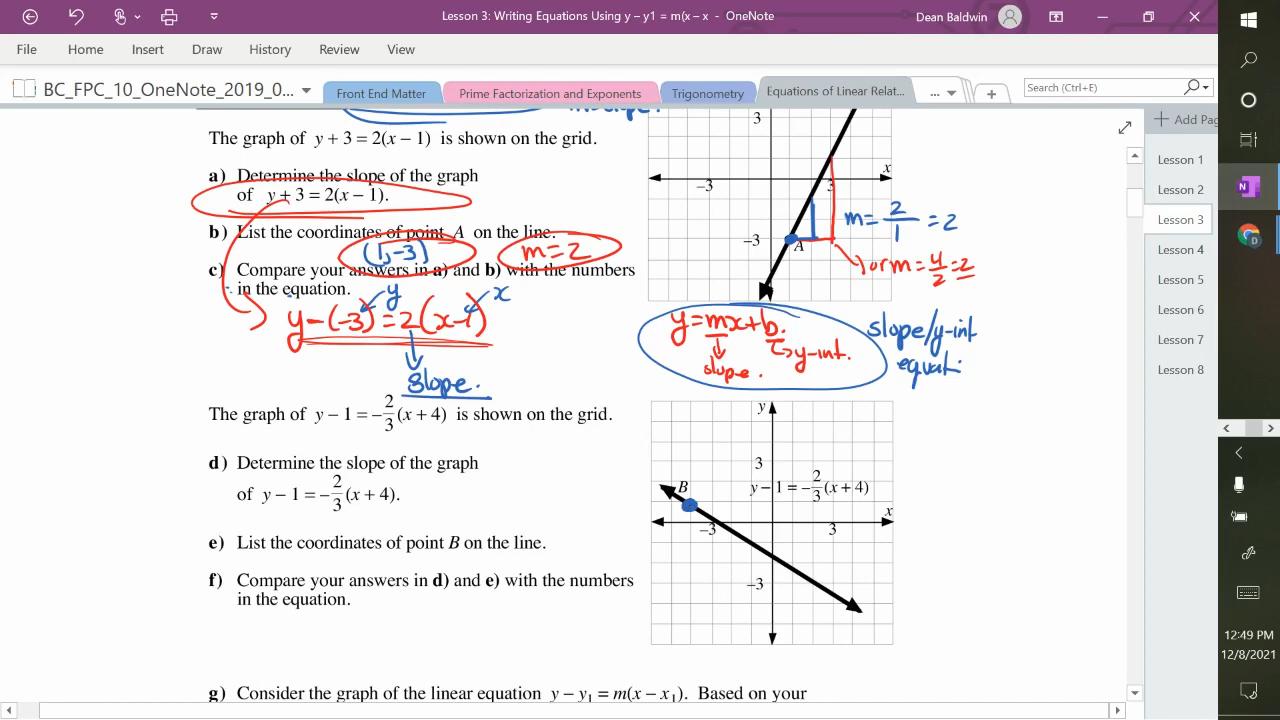 Lesson 3: Writing Equations Using y – y1 = m(x – x - OneNote
Dean Baldwin
File Home Insert Draw History Review View
BC_FPC_10_OneNote_2019_0...
Front End Matter
Prime Factorization and Exponents
Trigonometry
Equations of Linear Relat...
...
Search (Ctrl+E)
Add Pag
Lesson 1
Lesson 2
Lesson 3
Lesson 4
Lesson 5
Lesson 6
Lesson 7
Lesson 8
The graph of y + 3 = 2(x − 1) is shown on the grid.
a) Determine the slope of the graph
of y + 3 = 2(x − 1).
b) List the coordinates of point A on the line.
(1, -3)
m = 2
c) Compare your answers in a) and b) with the numbers
in the equation.
y
x
y - (-3) = 2(x - 1)
slope.
3
x
−3
3
−3
A
m = 2/1 = 2
or m = 4/2 = 2
y = mx + b.
slope.
y-int.
slope/y-int
equati
The graph of y − 1 = −2/3(x + 4) is shown on the grid.
d) Determine the slope of the graph
of y − 1 = −2/3(x + 4).
e) List the coordinates of point B on the line.
f) Compare your answers in d) and e) with the numbers
in the equation.
y
3
B
y − 1 = −2/3(x + 4)
x
−3
3
−3
g) Consider the graph of the linear equation y − y₁ = m(x − x₁). Based on your
12:49 PM
12/8/2021